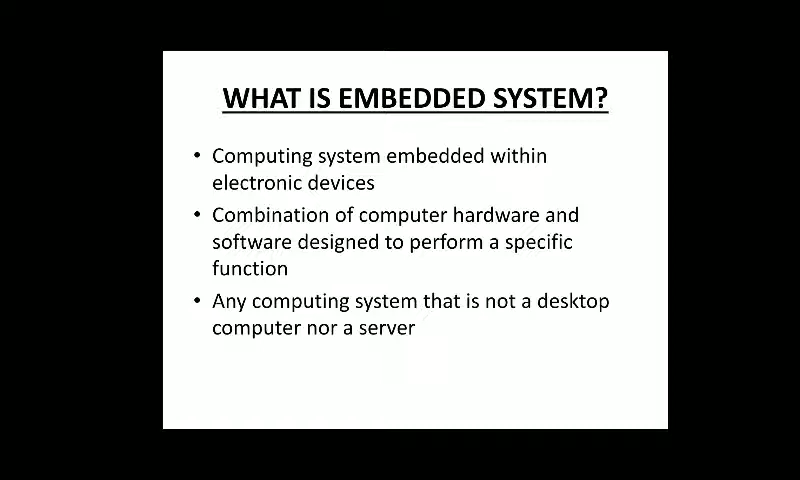 WHAT IS EMBEDDED SYSTEM?
• Computing system embedded within
electronic devices
• Combination of computer hardware and
software designed to perform a specific
function
• Any computing system that is not a desktop
computer nor a server